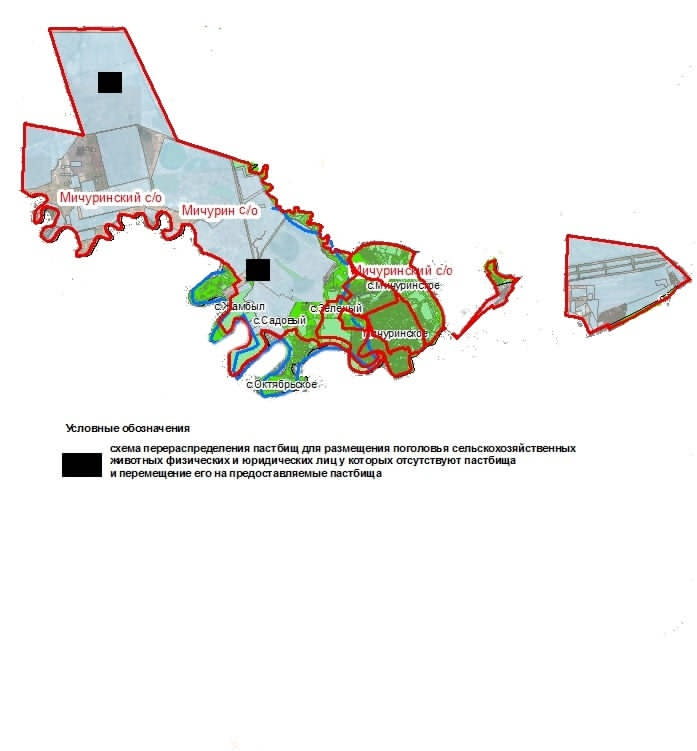 Мичуринский с/о
Мичурин с/о
Мичуринский с/о
с.Мичуринское
с.Жамбыл
с.Зеленый
с.Садовый
Мичуринское
с.Октябрьское
Условные обозначения
схема перераспределения пастбищ для размещения поголовья сельскохозяйственных
животных физических и юридических лиц у которых отсутствуют пастбища
и перемещение его на предоставляемые пастбища